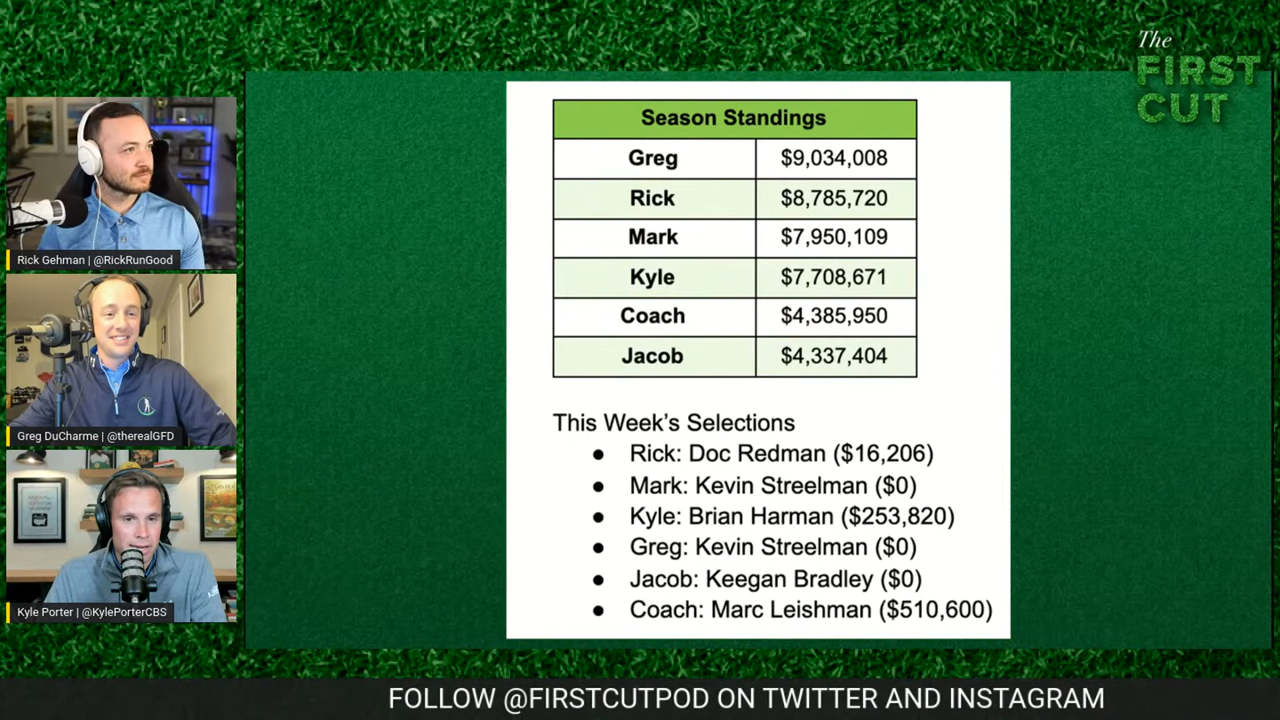 The
FIRST
CUT
Rick Gehman | @RickRunGood
Greg DuCharme | @therealGFD
Kyle Porter | @KylePorterCBS
Season Standings
Greg $9,034,008
Rick $8,785,720
Mark $7,950,109
Kyle $7,708,671
Coach $4,385,950
Jacob $4,337,404
This Week's Selections
● Rick: Doc Redman ($16,206)
● Mark: Kevin Streelman ($0)
● Kyle: Brian Harman ($253,820)
● Greg: Kevin Streelman ($0)
● Jacob: Keegan Bradley ($0)
● Coach: Marc Leishman ($510,600)
FOLLOW @FIRSTCUTPOD ON TWITTER AND INSTAGRAM